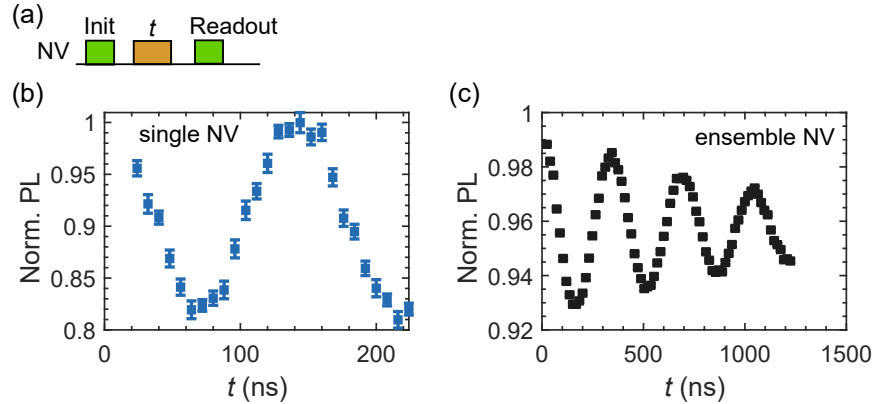 (a)
Init t Readout
NV
(b)
single NV
1
0.95
0.9
0.85
0.8
Norm. PL
0 100 200
t (ns)
(c)
ensemble NV
0.98
0.96
0.94
0.92
Norm. PL
0 500 1000 1500
t (ns)